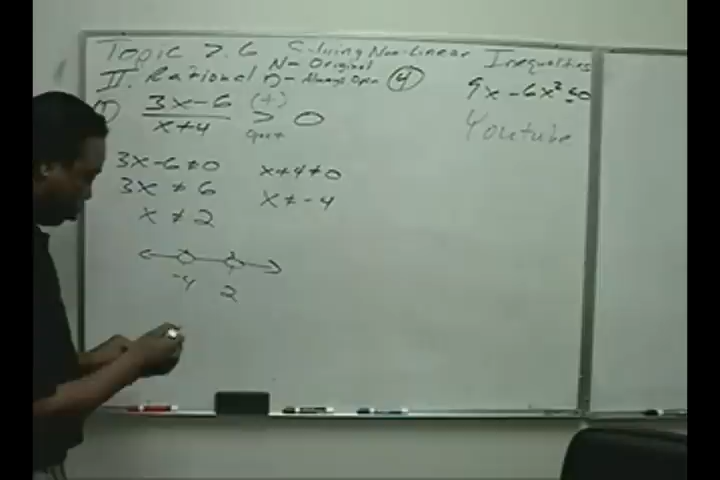 Topic 7.6 Solving Non-Linear Inequalities
N- Original
II. Rational D- Always Open ④
① 3x-6 / x+4 (+) > 0
open
9x - 6x² ≤ 0
Youtube
3x-6≠0 x+4≠0
3x ≠ 6 x ≠ -4
x ≠ 2
-4 2